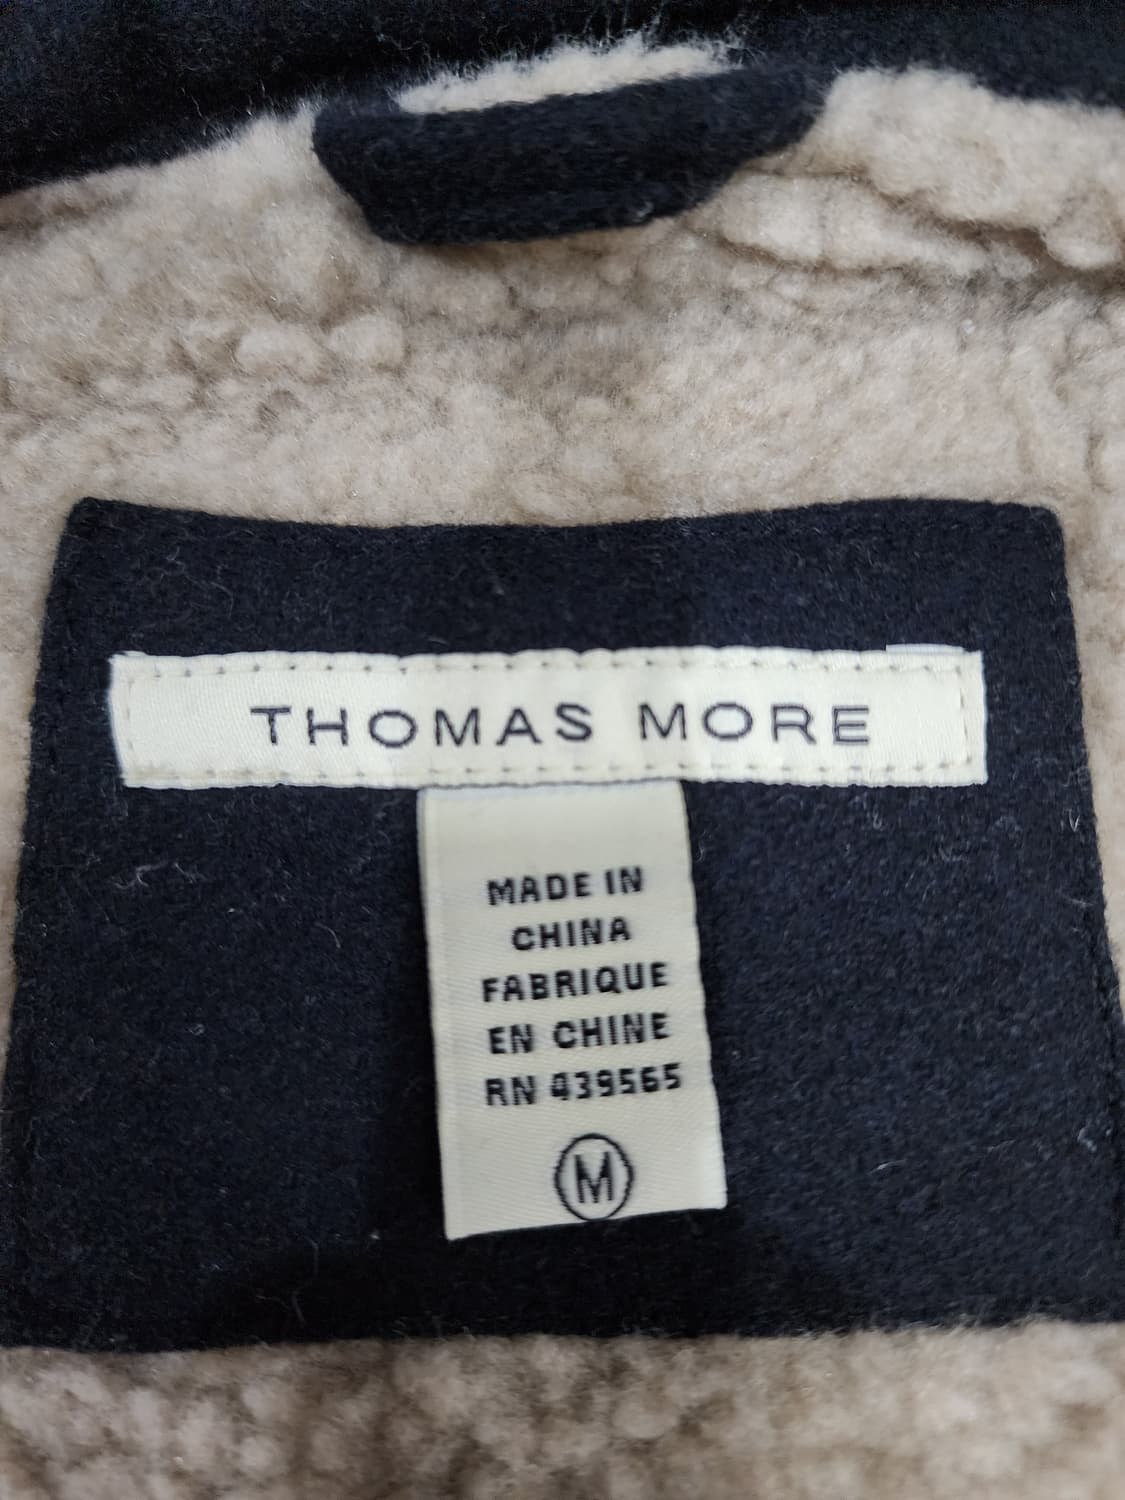 THOMAS MORE
MADE IN
CHINA
FABRIQUE
EN CHINE
RN 439565
M